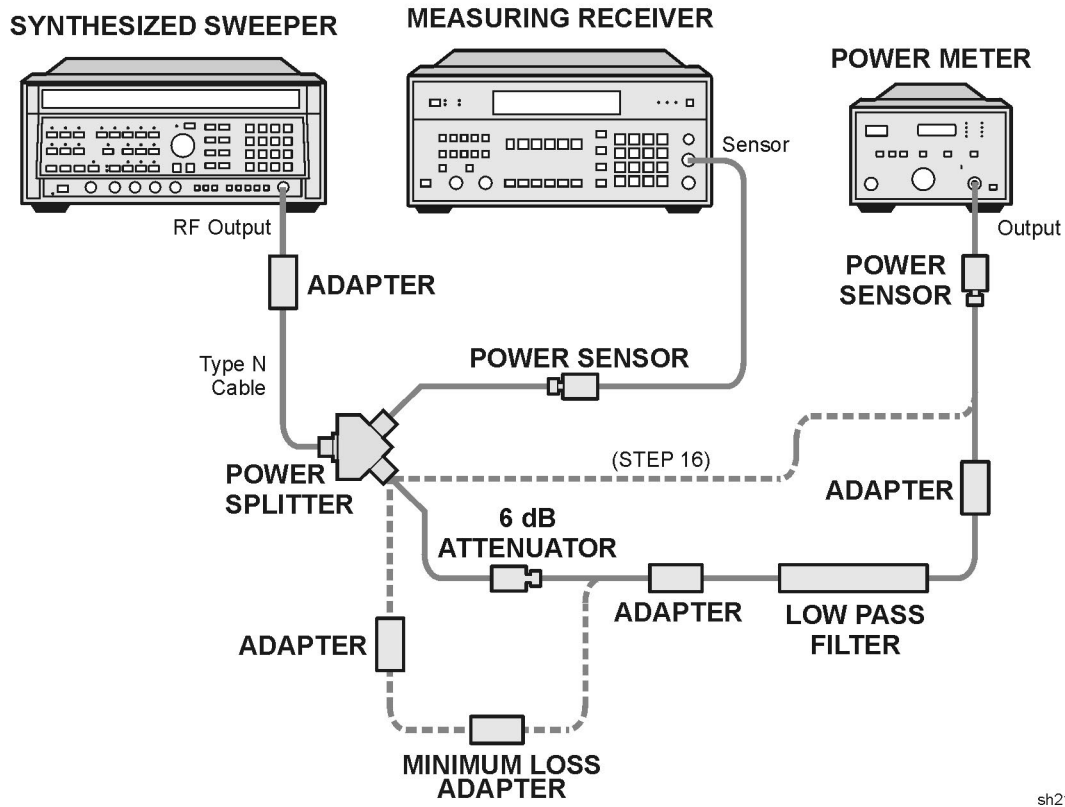 SYNTHESIZED SWEEPER
MEASURING RECEIVER
POWER METER
Sensor
RF Output
Output
ADAPTER
POWER
SENSOR
Type N
Cable
POWER SENSOR
POWER
SPLITTER
(STEP 16)
ADAPTER
6 dB
ATTENUATOR
ADAPTER
LOW PASS
FILTER
ADAPTER
MINIMUM LOSS
ADAPTER